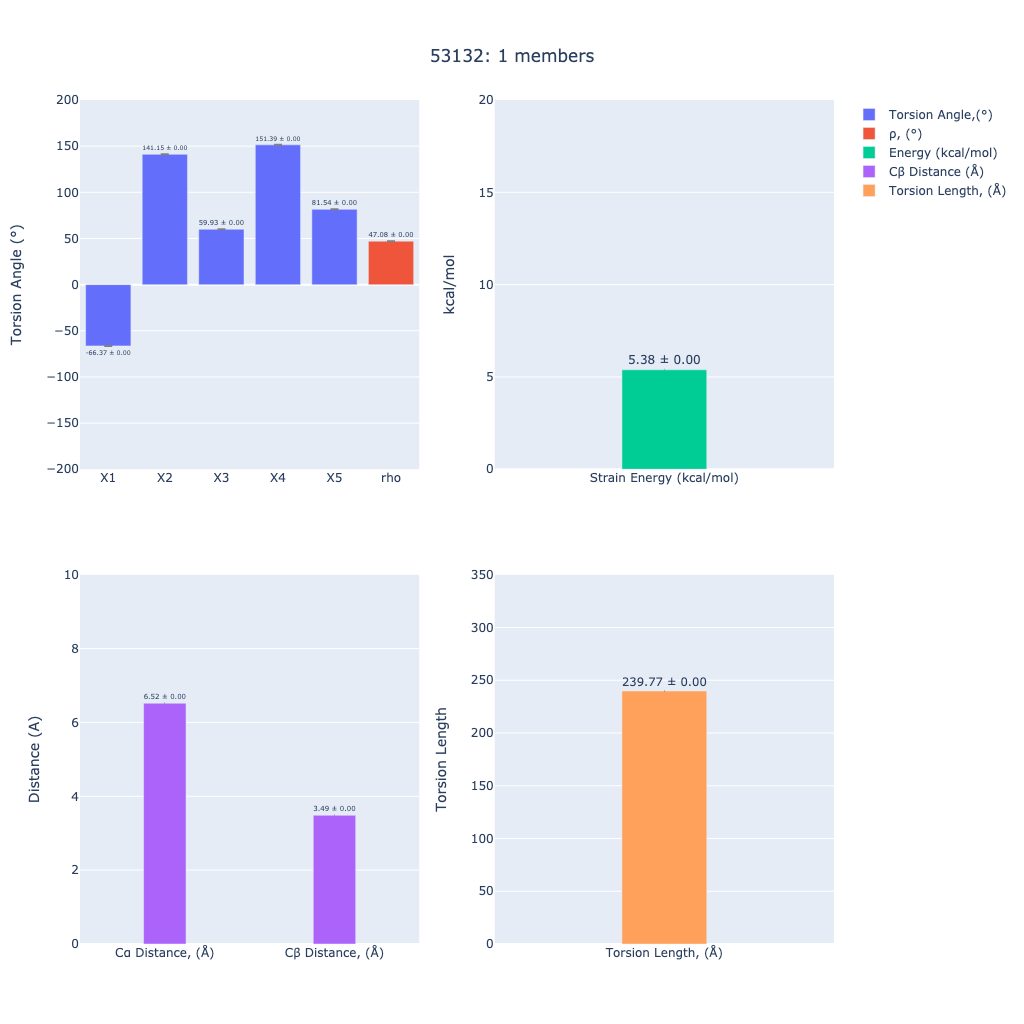 53132: 1 members
200
150
100
50
0
−50
−100
−150
−200
Torsion Angle (°)
-66.37 ± 0.00
141.15 ± 0.00
59.93 ± 0.00
151.39 ± 0.00
81.54 ± 0.00
47.08 ± 0.00
X1
X2
X3
X4
X5
rho
20
15
10
5
0
kcal/mol
5.38 ± 0.00
Strain Energy (kcal/mol)
Torsion Angle,(°)
ρ, (°)
Energy (kcal/mol)
Cβ Distance (Å)
Torsion Length, (Å)
10
8
6
4
2
0
Distance (A)
6.52 ± 0.00
3.49 ± 0.00
Cα Distance, (Å)
Cβ Distance, (Å)
350
300
250
200
150
100
50
0
Torsion Length
239.77 ± 0.00
Torsion Length, (Å)